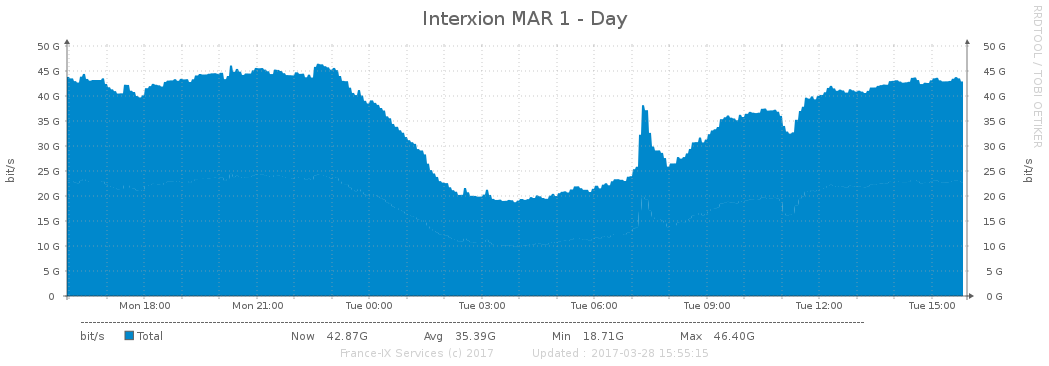 Interxion MAR 1 - Day
RRDTOOL / TOBI OETIKER
50 G 50 G
45 G 45 G
40 G 40 G
35 G 35 G
30 G 30 G
25 G 25 G
20 G 20 G
15 G 15 G
10 G 10 G
5 G 5 G
0 0 G
bit/s bit/s
Mon 18:00 Mon 21:00 Tue 00:00 Tue 03:00 Tue 06:00 Tue 09:00 Tue 12:00 Tue 15:00
bit/s Total Now 42.87G Avg 35.39G Min 18.71G Max 46.40G
France-IX Services (c) 2017 Updated : 2017-03-28 15:55:15